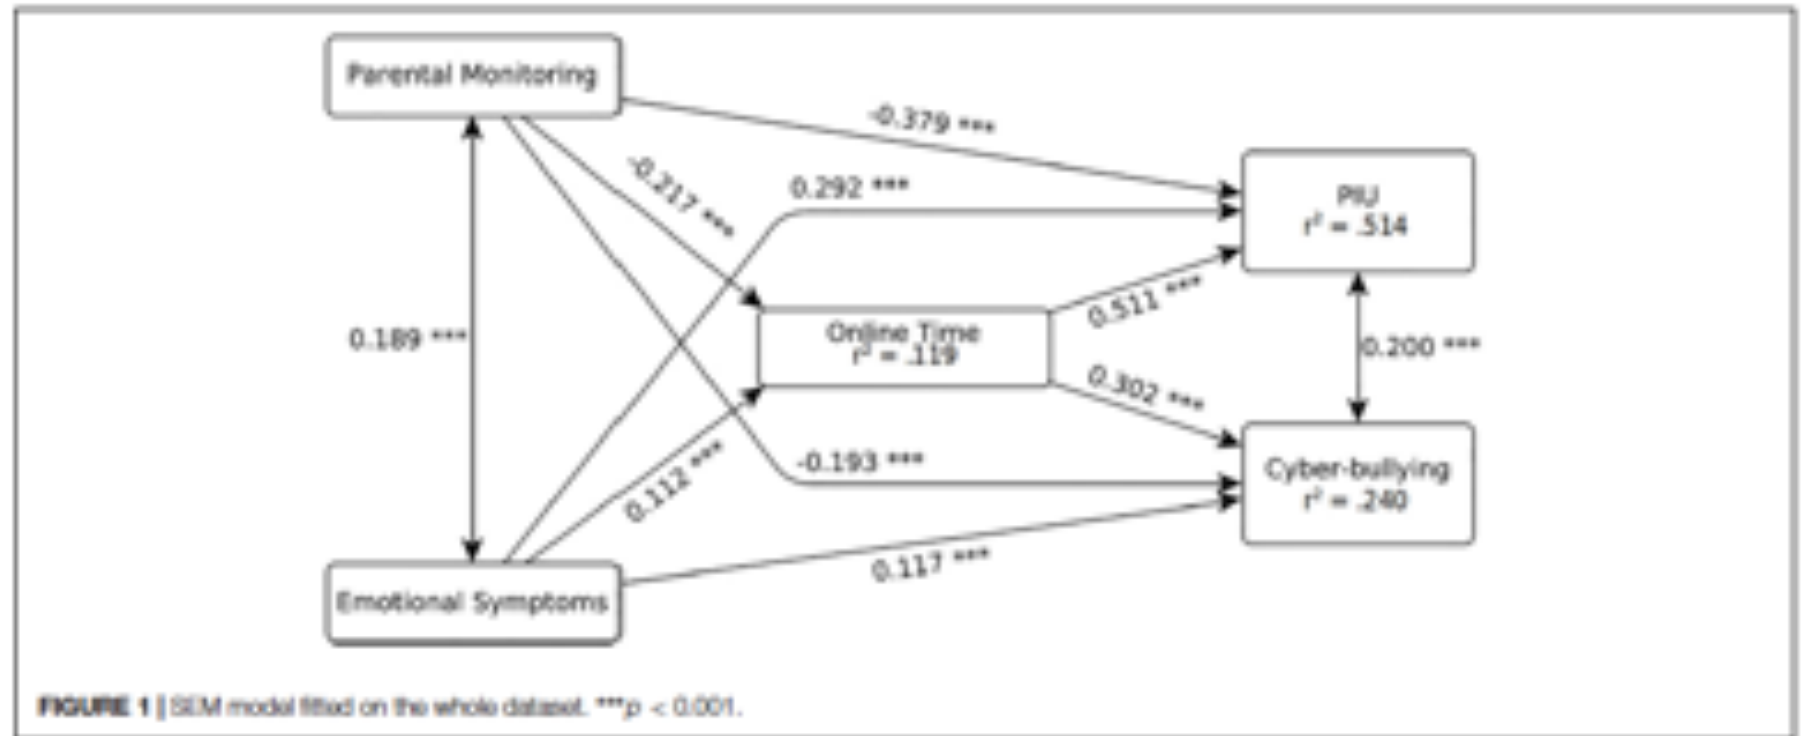 Parental Monitoring
-0.379 ***
-0.217 ***
0.292 ***
PIU
r² = .514
0.511 ***
Online Time
r² = .119
0.189 ***
0.200 ***
0.302 ***
0.112 ***
-0.193 ***
Cyber-bullying
r² = .240
0.117 ***
Emotional Symptoms
FIGURE 1 | SEM model fitted on the whole dataset. ***p < 0.001.